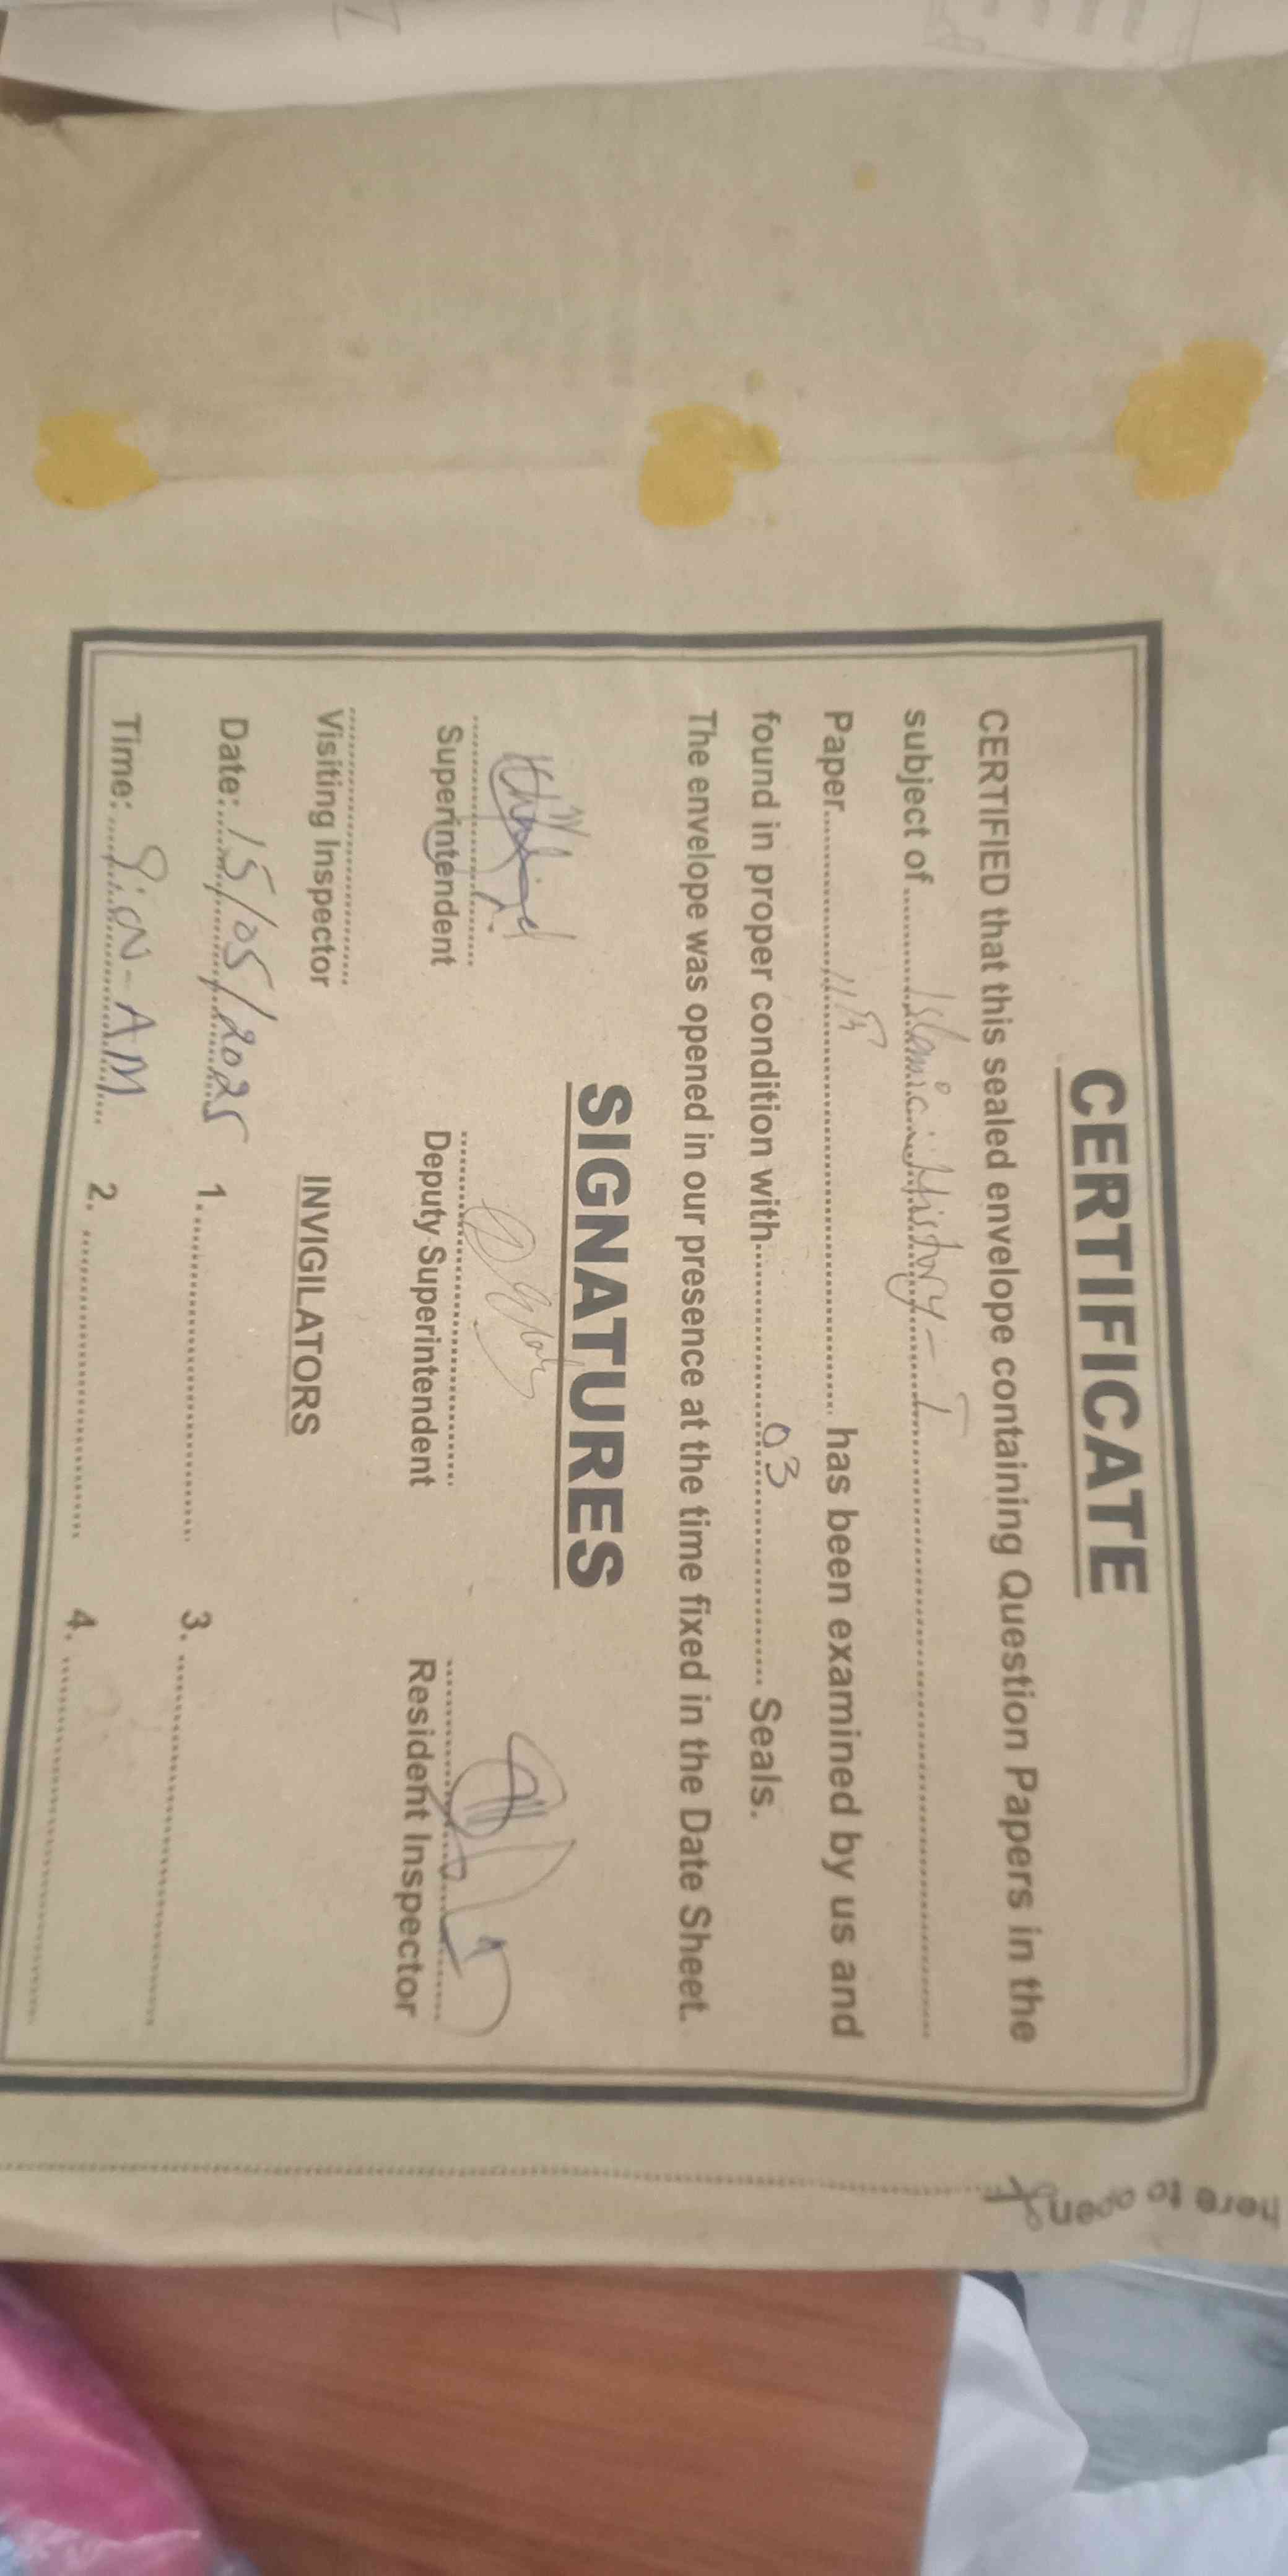 CERTIFICATE
CERTIFIED that this sealed envelope containing Question Papers in the
subject of Islamic History - I
Paper 11th has been examined by us and
found in proper condition with 03 Seals.
The envelope was opened in our presence at the time fixed in the Date Sheet.
SIGNATURES
Superintendent Deputy Superintendent Resident Inspector
Visiting Inspector INVIGILATORS
Date: 15/05/2025 1. 3.
Time: AM 2. 4.
here to open